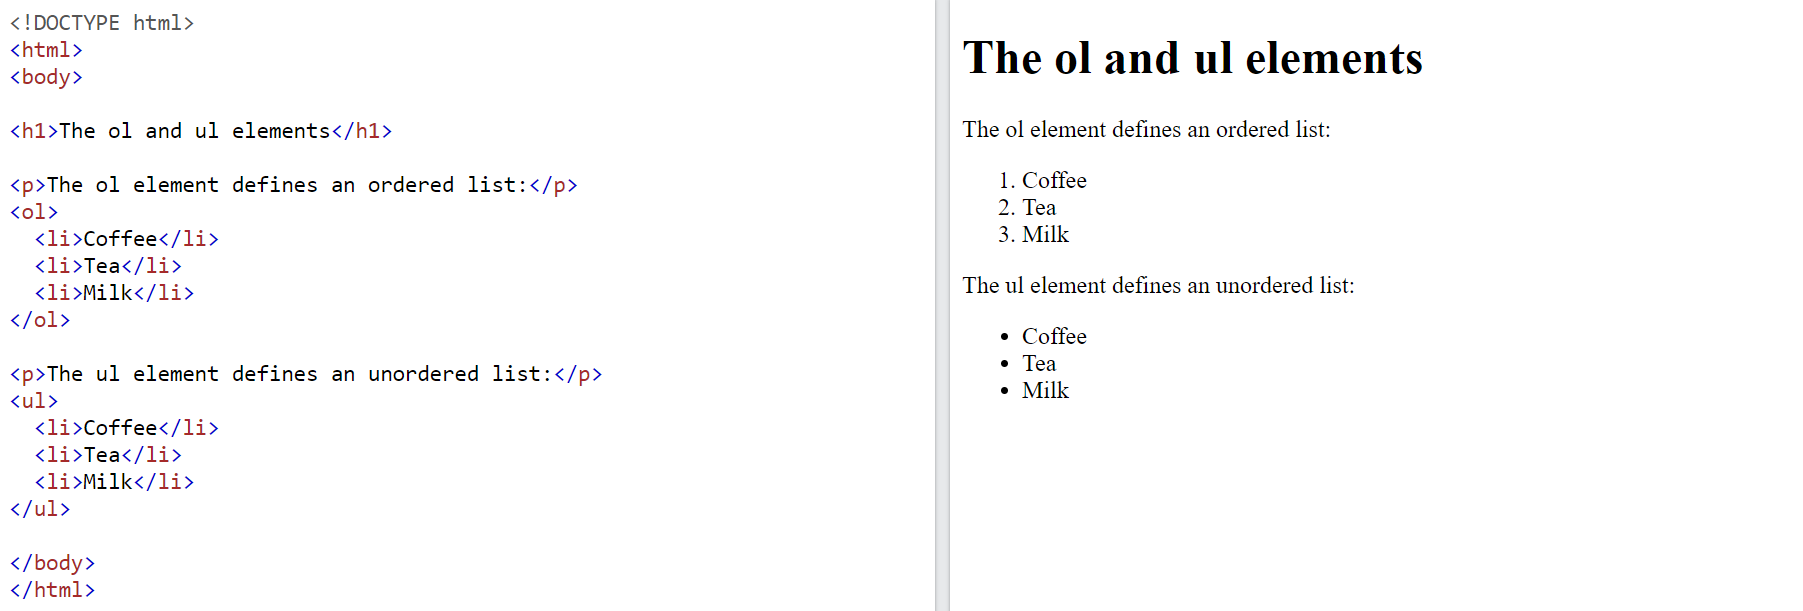 <!DOCTYPE html>
<html>
<body>
<h1>The ol and ul elements</h1>
<p>The ol element defines an ordered list:</p>
<ol>
  <li>Coffee</li>
  <li>Tea</li>
  <li>Milk</li>
</ol>
<p>The ul element defines an unordered list:</p>
<ul>
  <li>Coffee</li>
  <li>Tea</li>
  <li>Milk</li>
</ul>
</body>
</html>
The ol and ul elements
The ol element defines an ordered list:
1. Coffee
2. Tea
3. Milk
The ul element defines an unordered list:
• Coffee
• Tea
• Milk